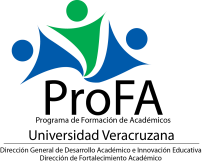 ProFA
Programa de Formación de Académicos
Universidad Veracruzana
Dirección General de Desarrollo Académico e Innovación Educativa
Dirección de Fortalecimiento Académico